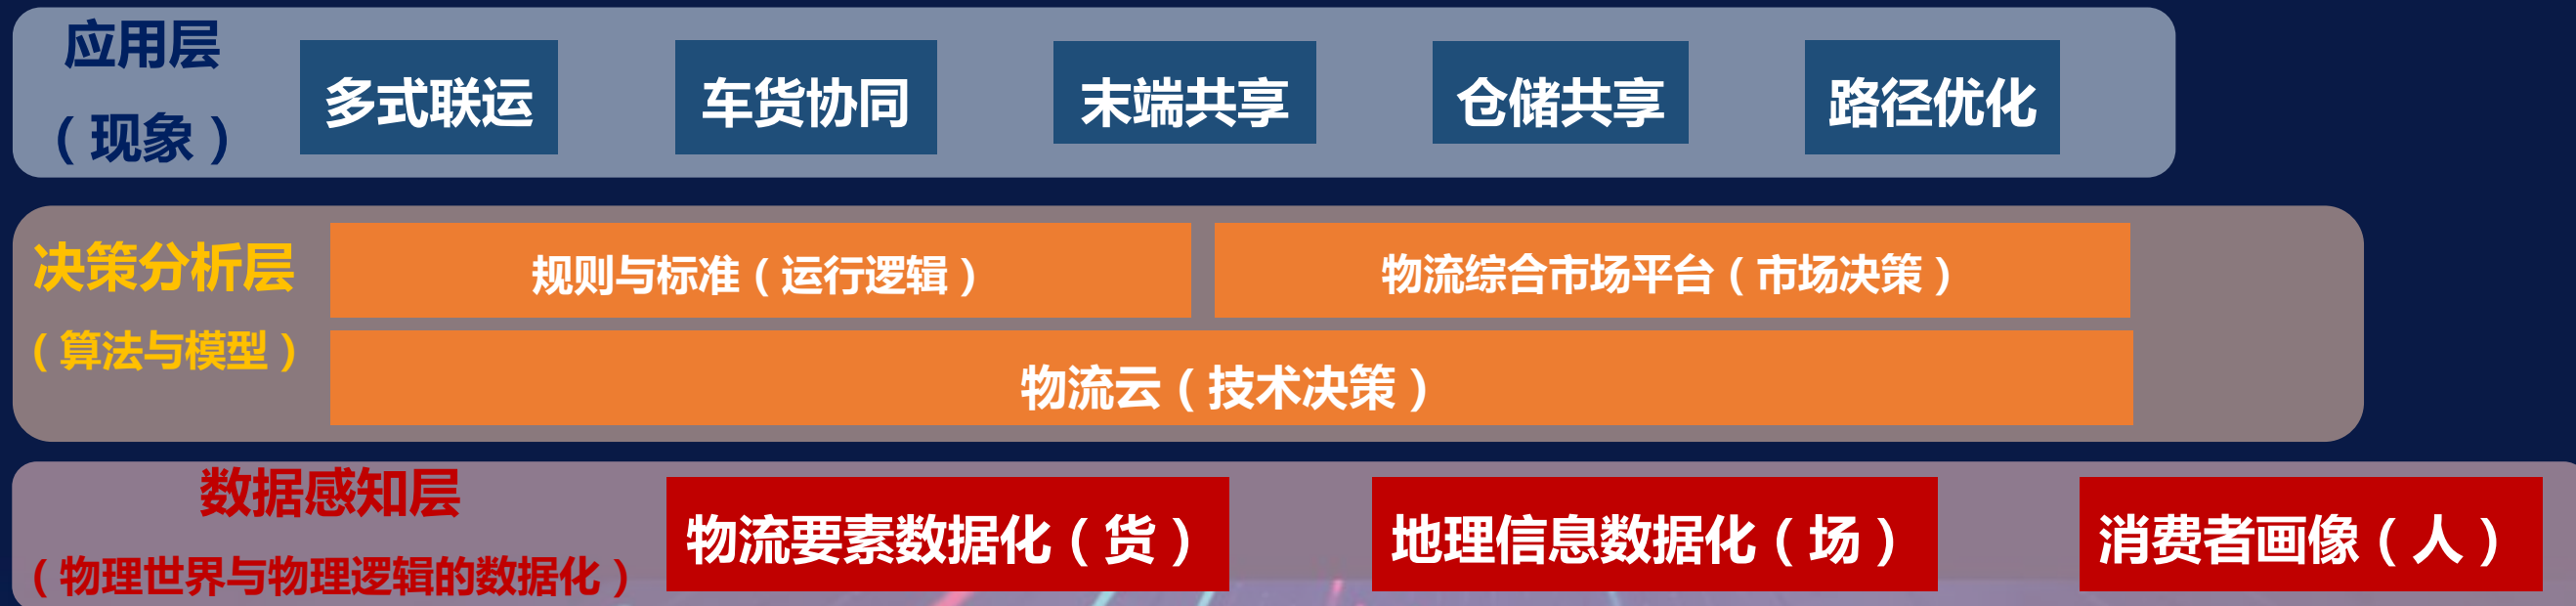 应用层
（现象）
多式联运
车货协同
末端共享
仓储共享
路径优化
决策分析层
（算法与模型）
规则与标准（运行逻辑）
物流综合市场平台（市场决策）
物流云（技术决策）
数据感知层
（物理世界与物理逻辑的数据化）
物流要素数据化（货）
地理信息数据化（场）
消费者画像（人）